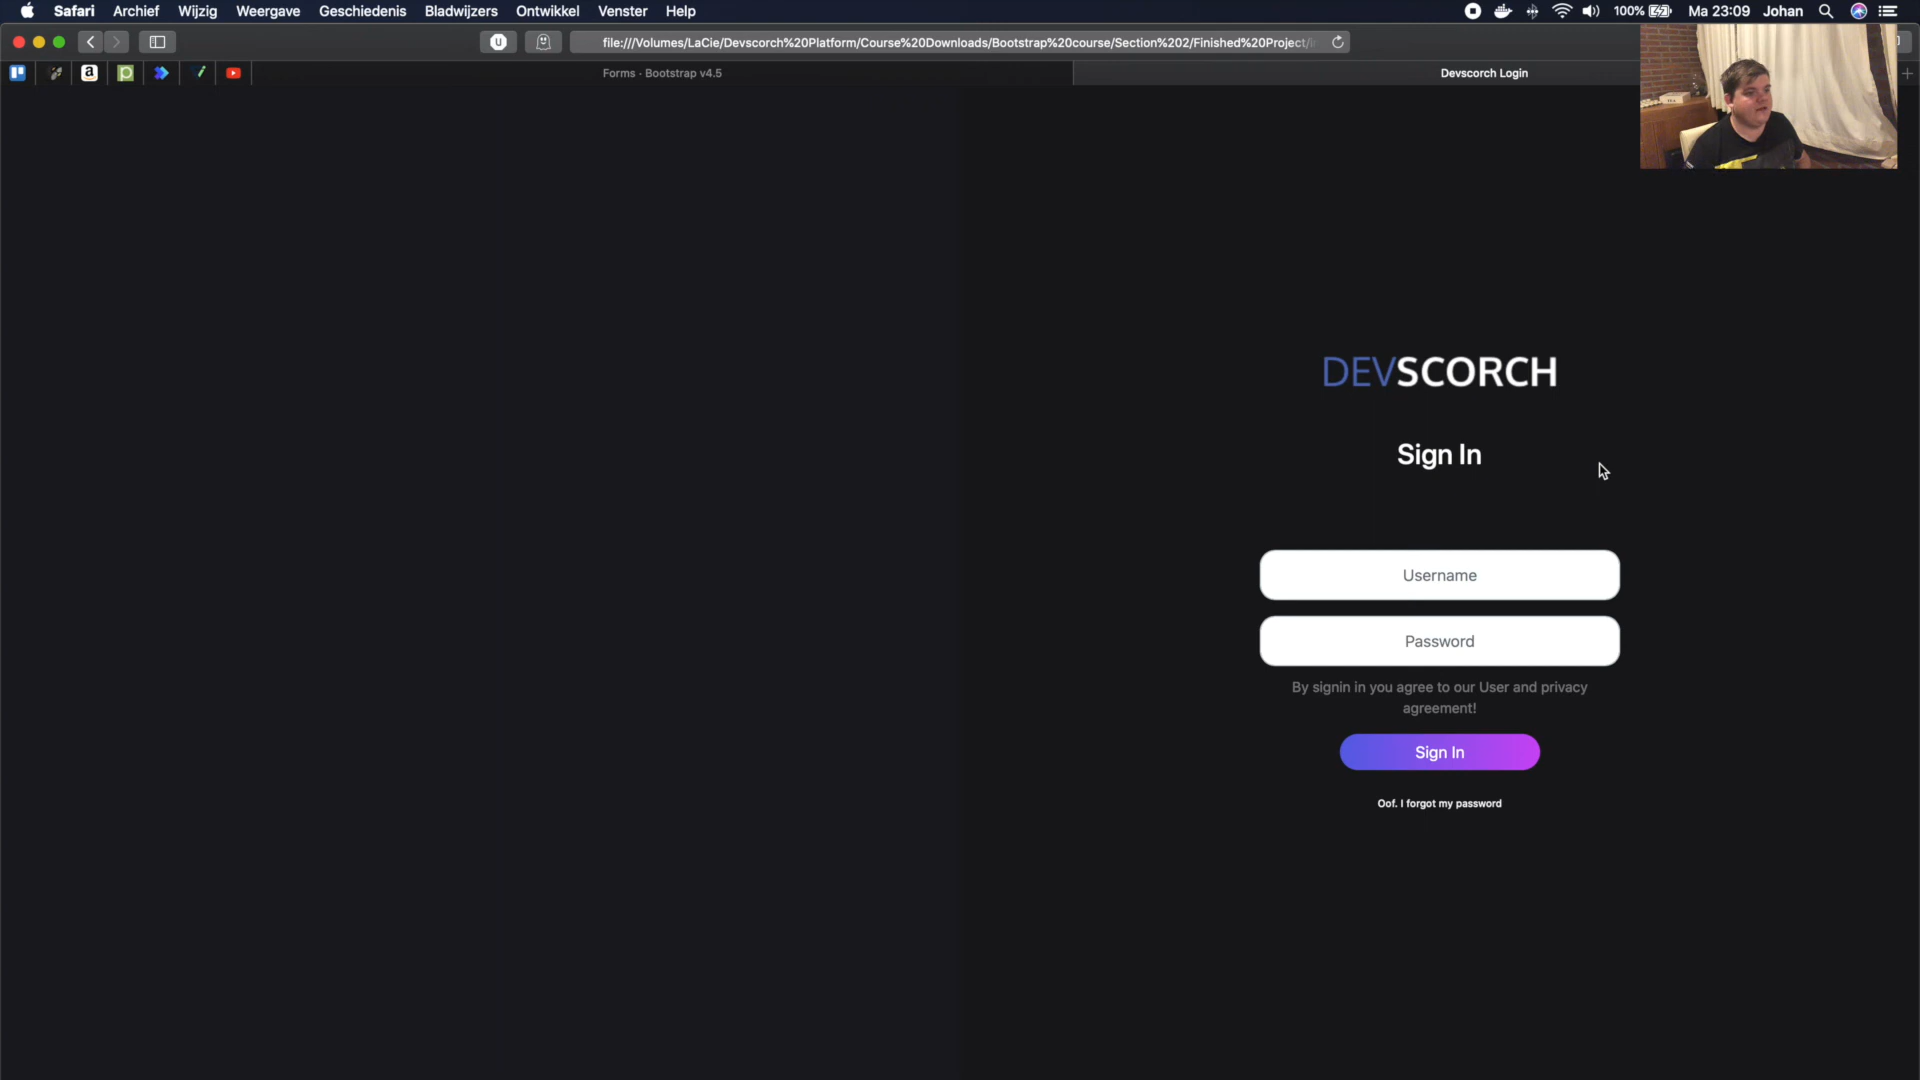 Safari Archief Wijzig Weergave Geschiedenis Bladwijzers Ontwikkel Venster Help 100% Ma 23:09 Johan
file:///Volumes/LaCie/Devscorch%20Platform/Course%20Downloads/Bootstrap%20course/Section%202/Finished%20Project/
Forms · Bootstrap v4.5
Devscorch Login
DEVSCORCH
Sign In
Username
Password
By signin in you agree to our User and privacy
agreement!
Sign In
Oof. I forgot my password